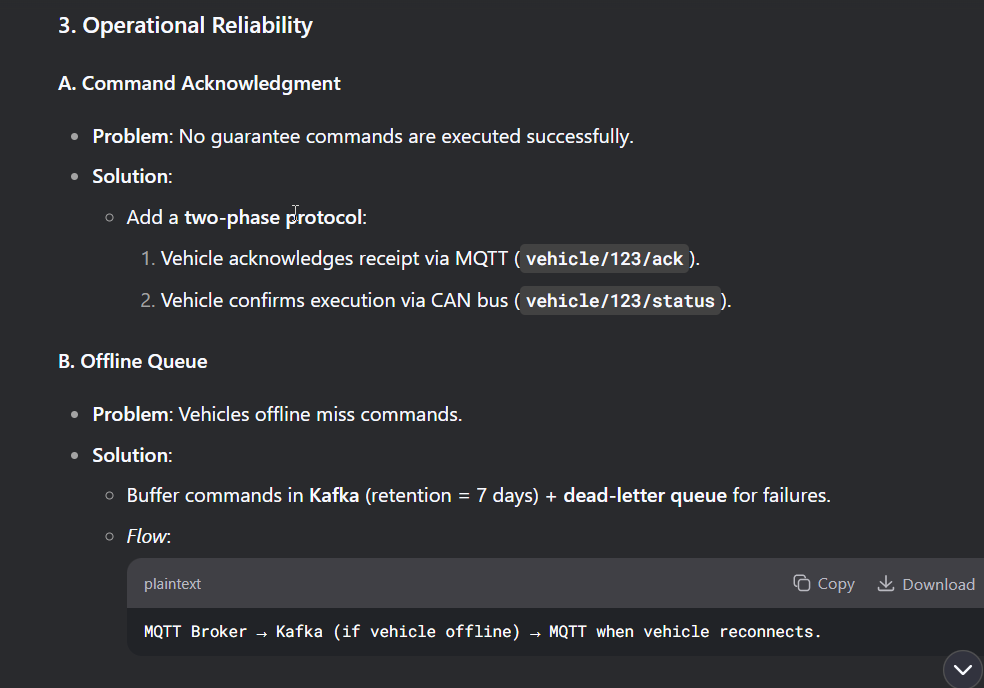 3. Operational Reliability
A. Command Acknowledgment
Problem: No guarantee commands are executed successfully.
Solution:
Add a two-phase protocol:
1. Vehicle acknowledges receipt via MQTT ( vehicle/123/ack ).
2. Vehicle confirms execution via CAN bus ( vehicle/123/status ).
B. Offline Queue
Problem: Vehicles offline miss commands.
Solution:
Buffer commands in Kafka (retention = 7 days) + dead-letter queue for failures.
Flow:
plaintext Copy Download
MQTT Broker → Kafka (if vehicle offline) → MQTT when vehicle reconnects.